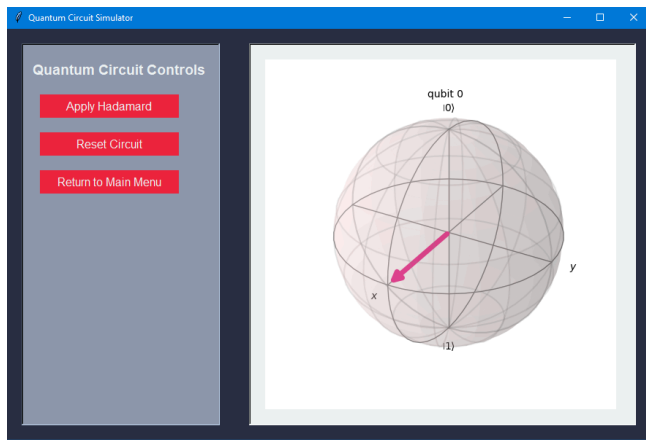 Quantum Circuit Simulator
Quantum Circuit Controls
Apply Hadamard
Reset Circuit
Return to Main Menu
qubit 0
|0⟩
y
x
|1⟩